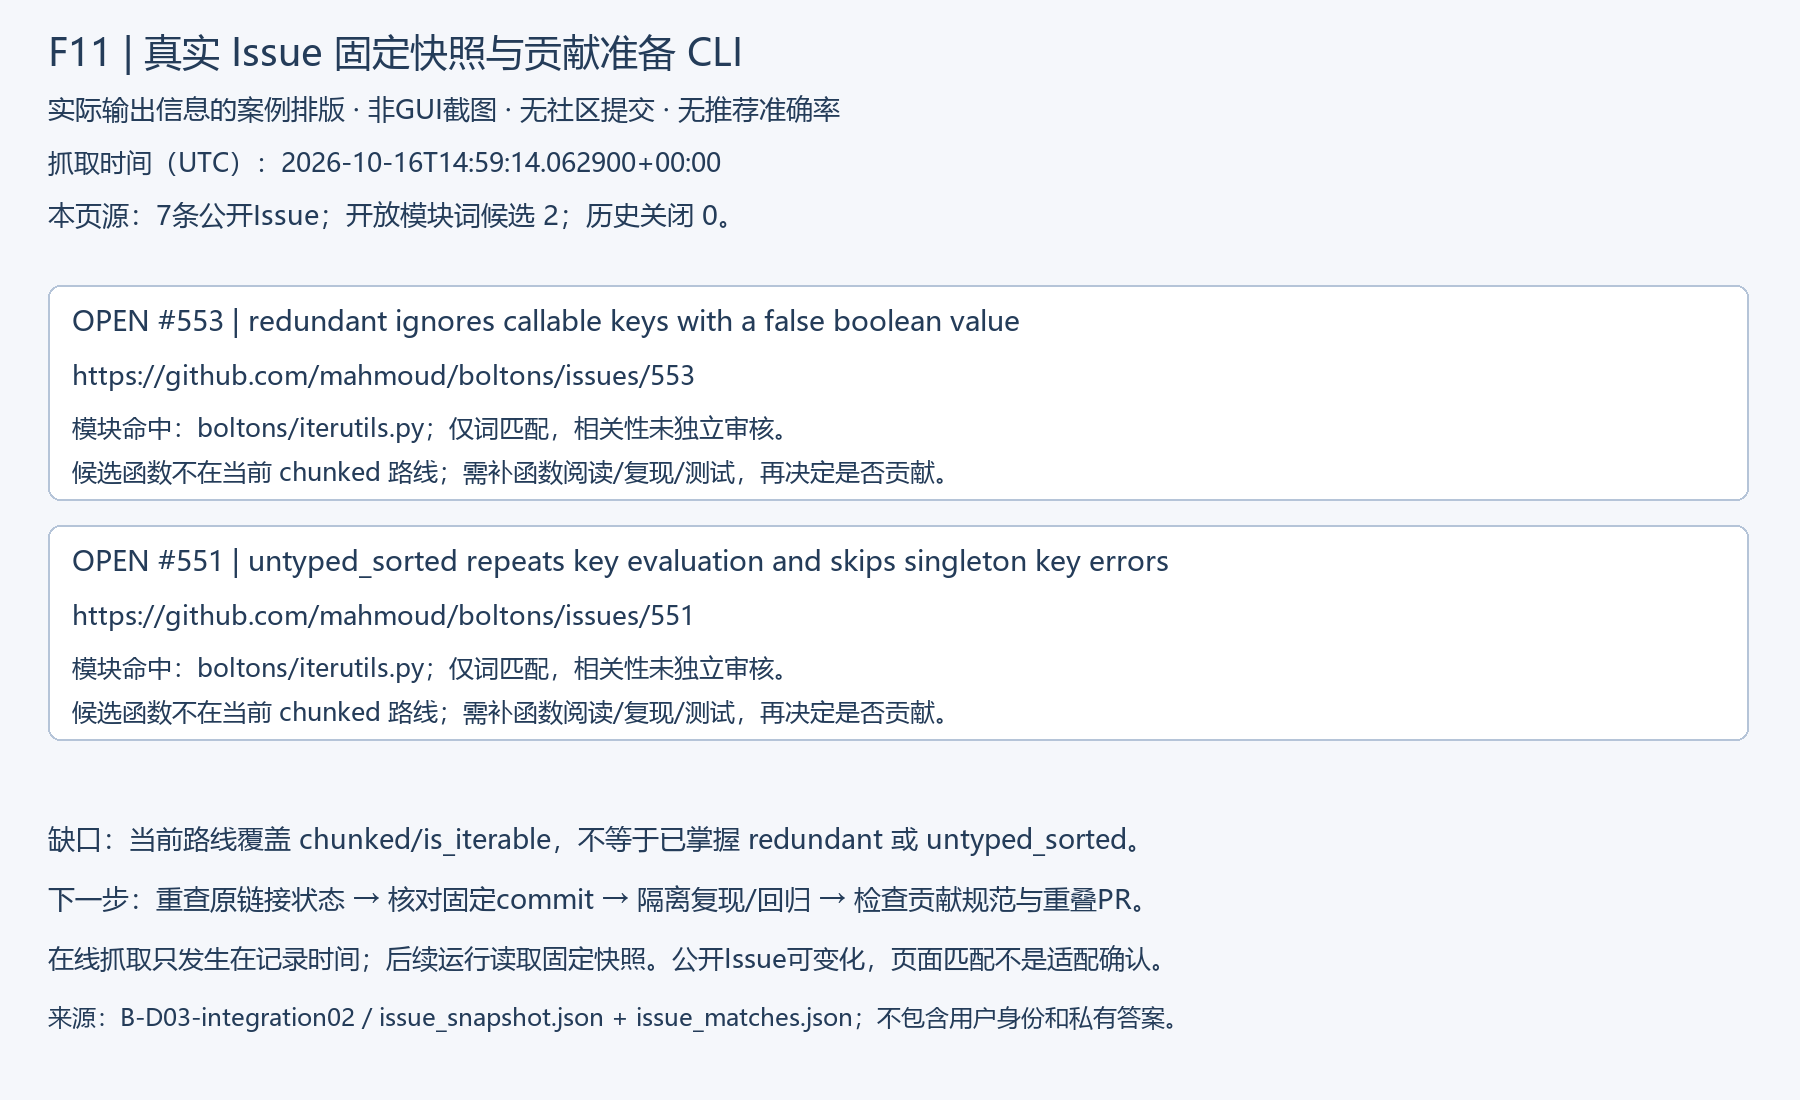 F11 | 真实 Issue 固定快照与贡献准备 CLI
实际输出信息的案例排版 · 非GUI截图 · 无社区提交 · 无推荐准确率
抓取时间（UTC）：2026-10-16T14:59:14.062900+00:00
本页源：7条公开Issue；开放模块词候选 2；历史关闭 0。
OPEN #553 | redundant ignores callable keys with a false boolean value
https://github.com/mahmoud/boltons/issues/553
模块命中：boltons/iterutils.py；仅词匹配，相关性未独立审核。
候选函数不在当前 chunked 路线；需补函数阅读/复现/测试，再决定是否贡献。
OPEN #551 | untyped_sorted repeats key evaluation and skips singleton key errors
https://github.com/mahmoud/boltons/issues/551
模块命中：boltons/iterutils.py；仅词匹配，相关性未独立审核。
候选函数不在当前 chunked 路线；需补函数阅读/复现/测试，再决定是否贡献。
缺口：当前路线覆盖 chunked/is_iterable，不等于已掌握 redundant 或 untyped_sorted。
下一步：重查原链接状态 → 核对固定commit → 隔离复现/回归 → 检查贡献规范与重叠PR。
在线抓取只发生在记录时间；后续运行读取固定快照。公开Issue可变化，页面匹配不是适配确认。
来源：B-D03-integration02 / issue_snapshot.json + issue_matches.json；不包含用户身份和私有答案。